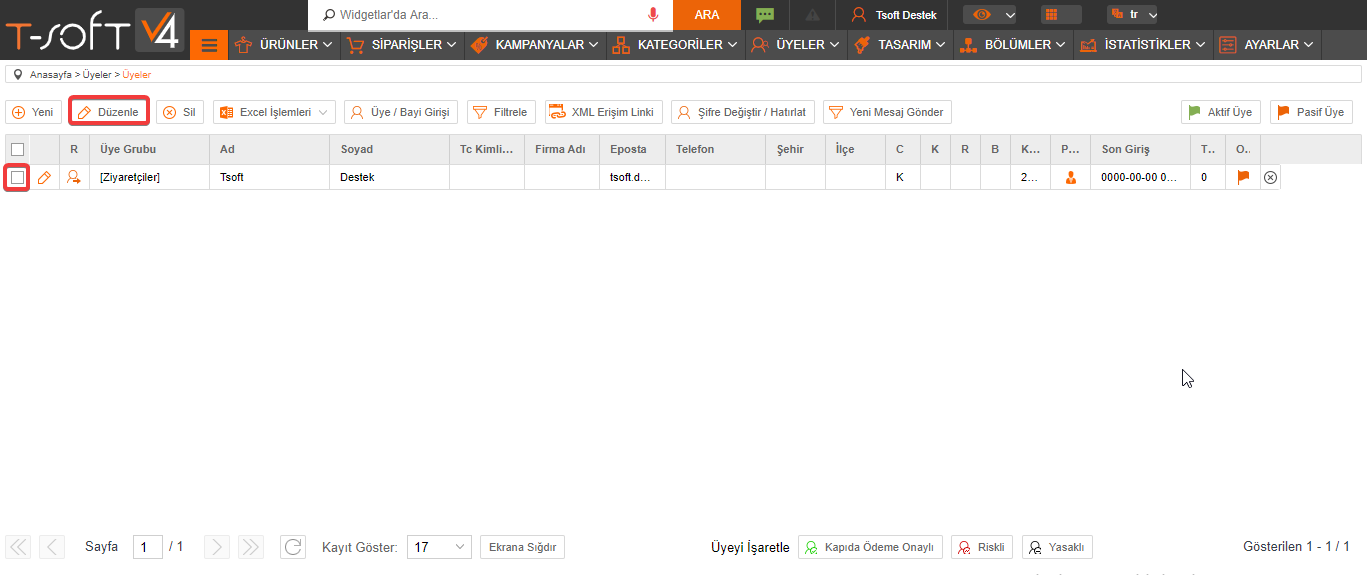 T-SOFT V4
Widgetlar'da Ara...
ARA
Tsoft Destek
tr
ÜRÜNLER
SİPARİŞLER
KAMPANYALAR
KATEGORİLER
ÜYELER
TASARIM
BÖLÜMLER
İSTATİSTİKLER
AYARLAR
Anasayfa > Üyeler > Üyeler
Yeni
Düzenle
Sil
Excel İşlemleri
Üye / Bayi Girişi
Filtrele
XML Erişim Linki
Şifre Değiştir / Hatırlat
Yeni Mesaj Gönder
Aktif Üye
Pasif Üye
R Üye Grubu Ad Soyad Tc Kimli... Firma Adı Eposta Telefon Şehir İlçe C K R B K... P... Son Giriş T.. O..
[Ziyaretçiler] Tsoft Destek tsoft.d... K 2... 0000-00-00 0... 0
Sayfa 1 / 1
Kayıt Göster: 17
Ekrana Sığdır
Üyeyi İşaretle
Kapıda Ödeme Onaylı
Riskli
Yasaklı
Gösterilen 1 - 1 / 1